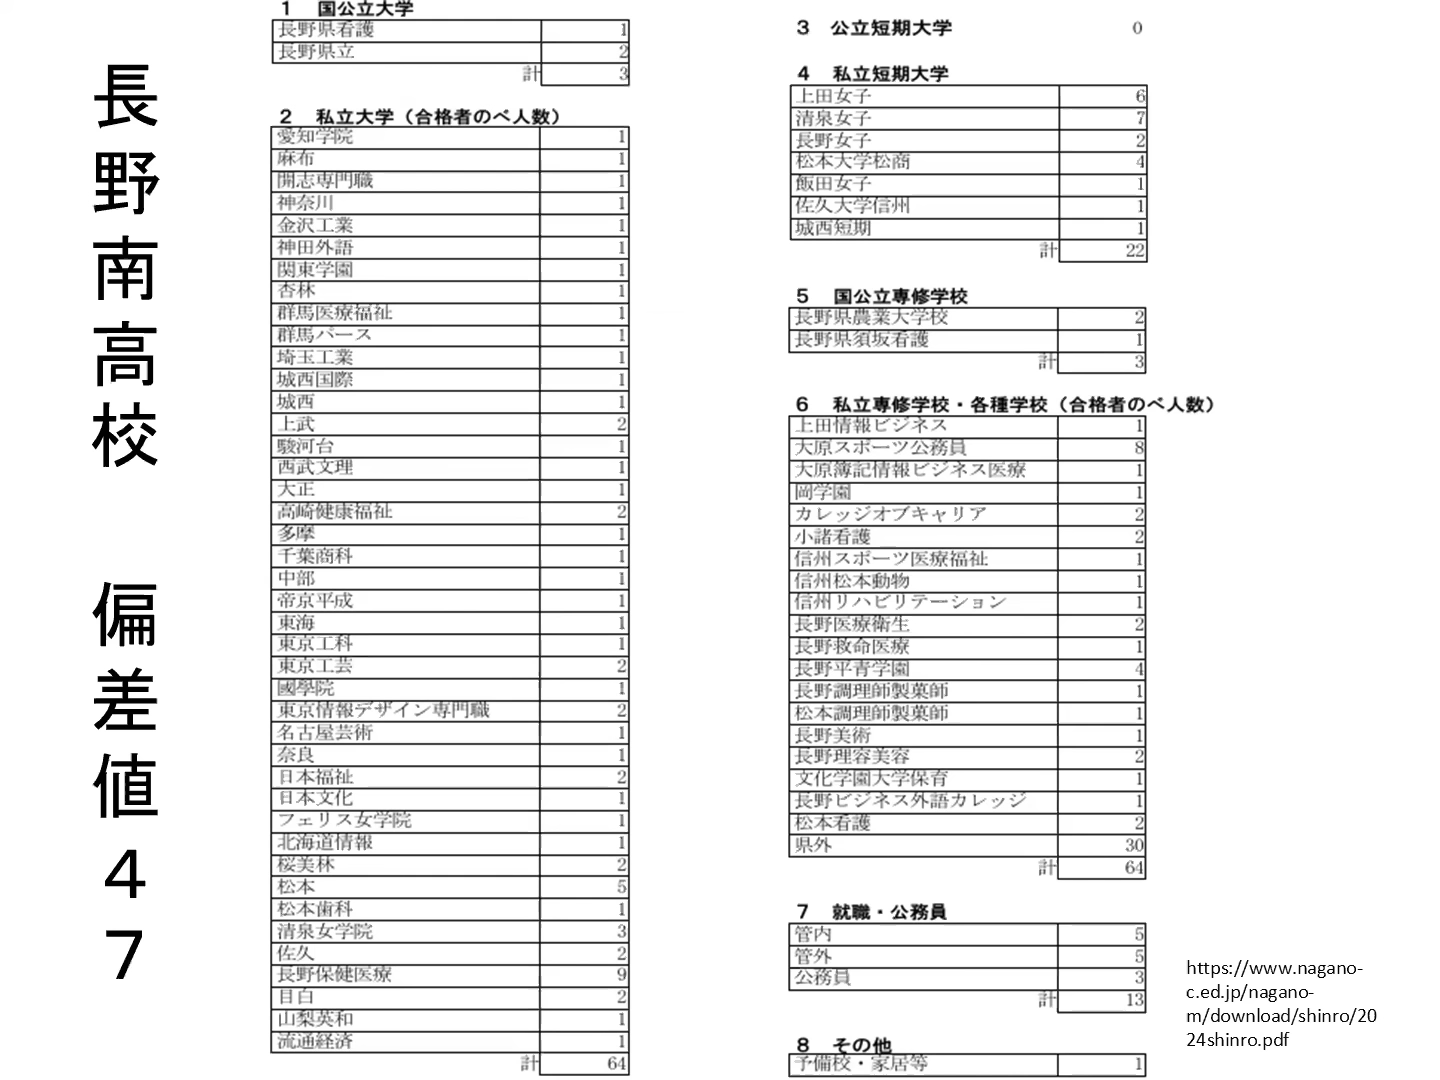 長野南高校　偏差値４７
１　国公立大学
長野県看護 1
長野県立 2
計 3
２　私立大学（合格者のべ人数）
愛知学院 1
麻布 1
開志専門職 1
神奈川 1
金沢工業 1
神田外語 1
関東学園 1
杏林 1
群馬医療福祉 1
群馬パース 1
埼玉工業 1
城西国際 1
城西 1
上武 2
駿河台 1
西武文理 1
大正 1
高崎健康福祉 2
多摩 1
千葉商科 1
中部 1
帝京平成 1
東海 1
東京工科 1
東京工芸 2
國學院 1
東京情報デザイン専門職 2
名古屋芸術 1
奈良 1
日本福祉 2
日本文化 1
フェリス女学院 1
北海道情報 1
桜美林 2
松本 5
松本歯科 1
清泉女学院 3
佐久 2
長野保健医療 9
目白 2
山梨英和 1
流通経済 1
計 64
３　公立短期大学 0
４　私立短期大学
上田女子 6
清泉女子 7
長野女子 2
松本大学松商 4
飯田女子 1
佐久大学信州 1
城西短期 1
計 22
５　国公立専修学校
長野県農業大学校 2
長野県須坂看護 1
計 3
６　私立専修学校・各種学校（合格者のべ人数）
上田情報ビジネス 1
大原スポーツ公務員 8
大原簿記情報ビジネス医療 1
岡学園 1
カレッジオブキャリア 2
小諸看護 2
信州スポーツ医療福祉 1
信州松本動物 1
信州リハビリテーション 1
長野医療衛生 2
長野救命医療 1
長野平青学園 4
長野調理師製菓師 1
松本調理師製菓師 1
長野美術 1
長野理容美容 2
文化学園大学保育 1
長野ビジネス外語カレッジ 1
松本看護 2
県外 30
計 64
７　就職・公務員
管内 5
管外 5
公務員 3
計 13
８　その他
予備校・家居等 1
https://www.nagano-
c.ed.jp/nagano-
m/download/shinro/20
24shinro.pdf